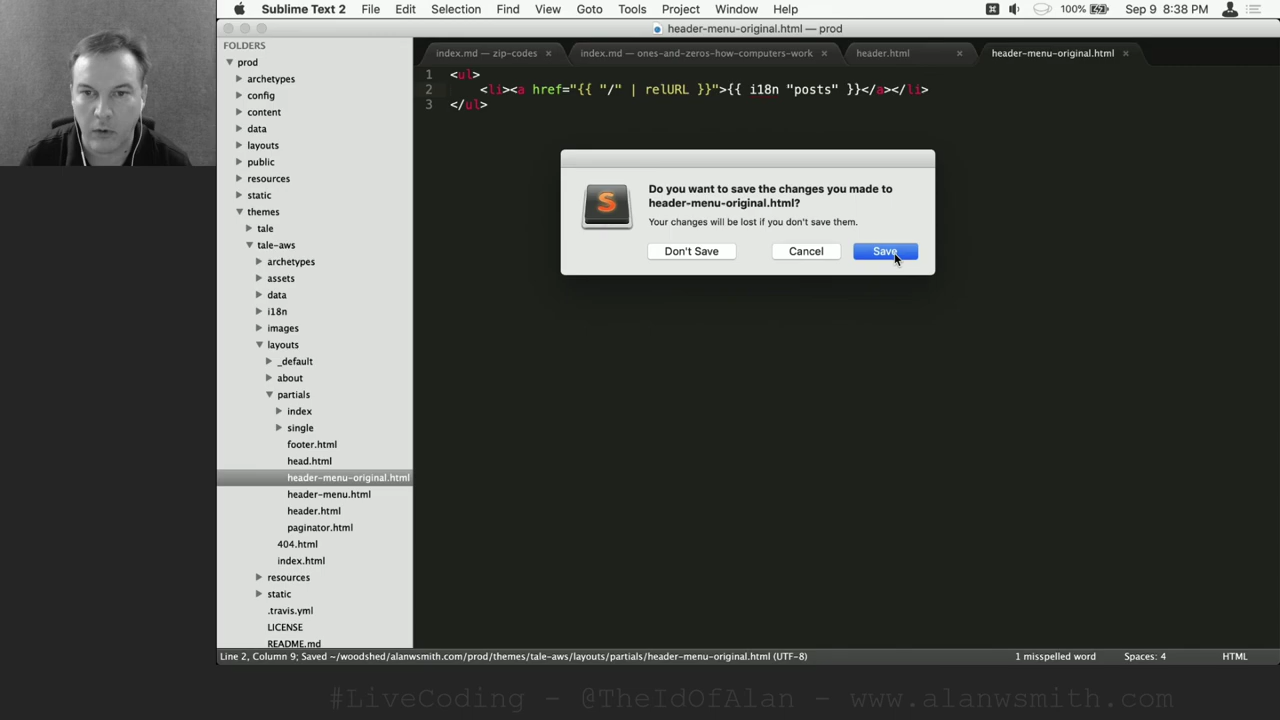 Sublime Text 2 File Edit Selection Find View Goto Tools Project Window Help 100% Sep 9 8:38 PM
header-menu-original.html — prod
FOLDERS
prod
archetypes
config
content
data
layouts
public
resources
static
themes
tale
tale-aws
archetypes
assets
data
i18n
images
layouts
_default
about
partials
index
single
footer.html
head.html
header-menu-original.html
header-menu.html
header.html
paginator.html
404.html
index.html
resources
static
.travis.yml
LICENSE
README.md
index.md — zip-codes × index.md — ones-and-zeros-how-computers-work × header.html × header-menu-original.html ×
1 <ul>
2 <li><a href="{{ "/" | relURL }}">{{ i18n "posts" }}</a></li>
3 </ul>
Do you want to save the changes you made to
header-menu-original.html?
Your changes will be lost if you don't save them.
Don't Save Cancel Save
S
Line 2, Column 9; Saved ~/woodshed/alanwsmith.com/prod/themes/tale-aws/layouts/partials/header-menu-original.html (UTF-8) 1 misspelled word Spaces: 4 HTML
#LiveCoding - @TheIdOfAlan - www.alanwsmith.com